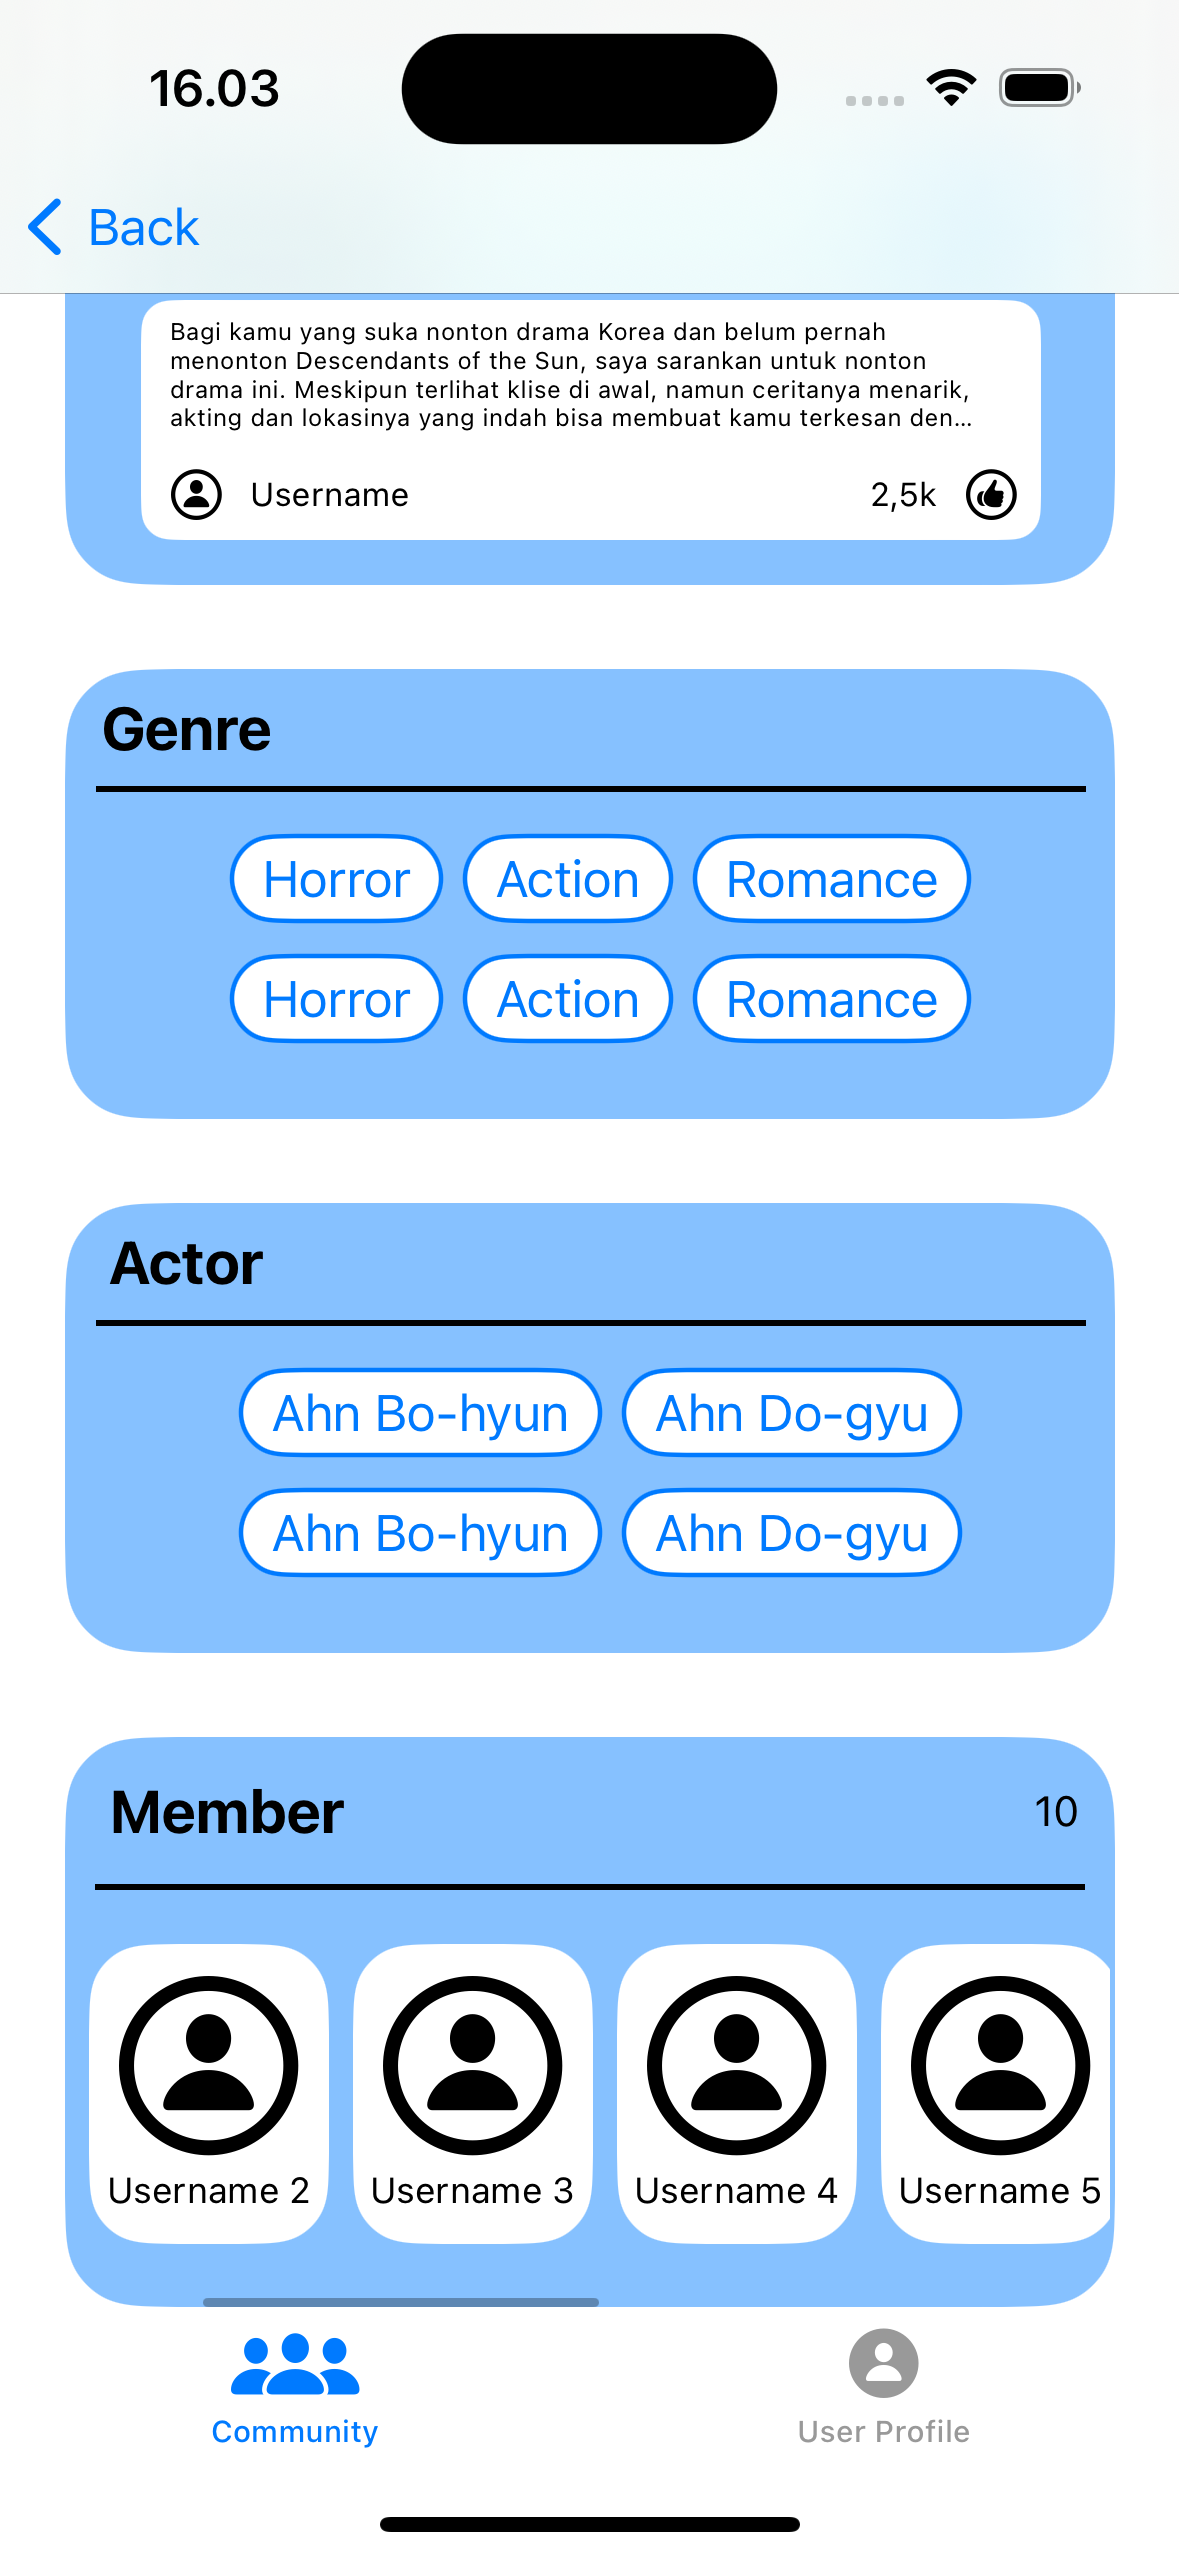 16.03
Back
Bagi kamu yang suka nonton drama Korea dan belum pernah
menonton Descendants of the Sun, saya sarankan untuk nonton
drama ini. Meskipun terlihat klise di awal, namun ceritanya menarik,
akting dan lokasinya yang indah bisa membuat kamu terkesan den...
Username 2,5k
Genre
Horror Action Romance
Horror Action Romance
Actor
Ahn Bo-hyun Ahn Do-gyu
Ahn Bo-hyun Ahn Do-gyu
Member 10
Username 2 Username 3 Username 4 Username 5
Community User Profile